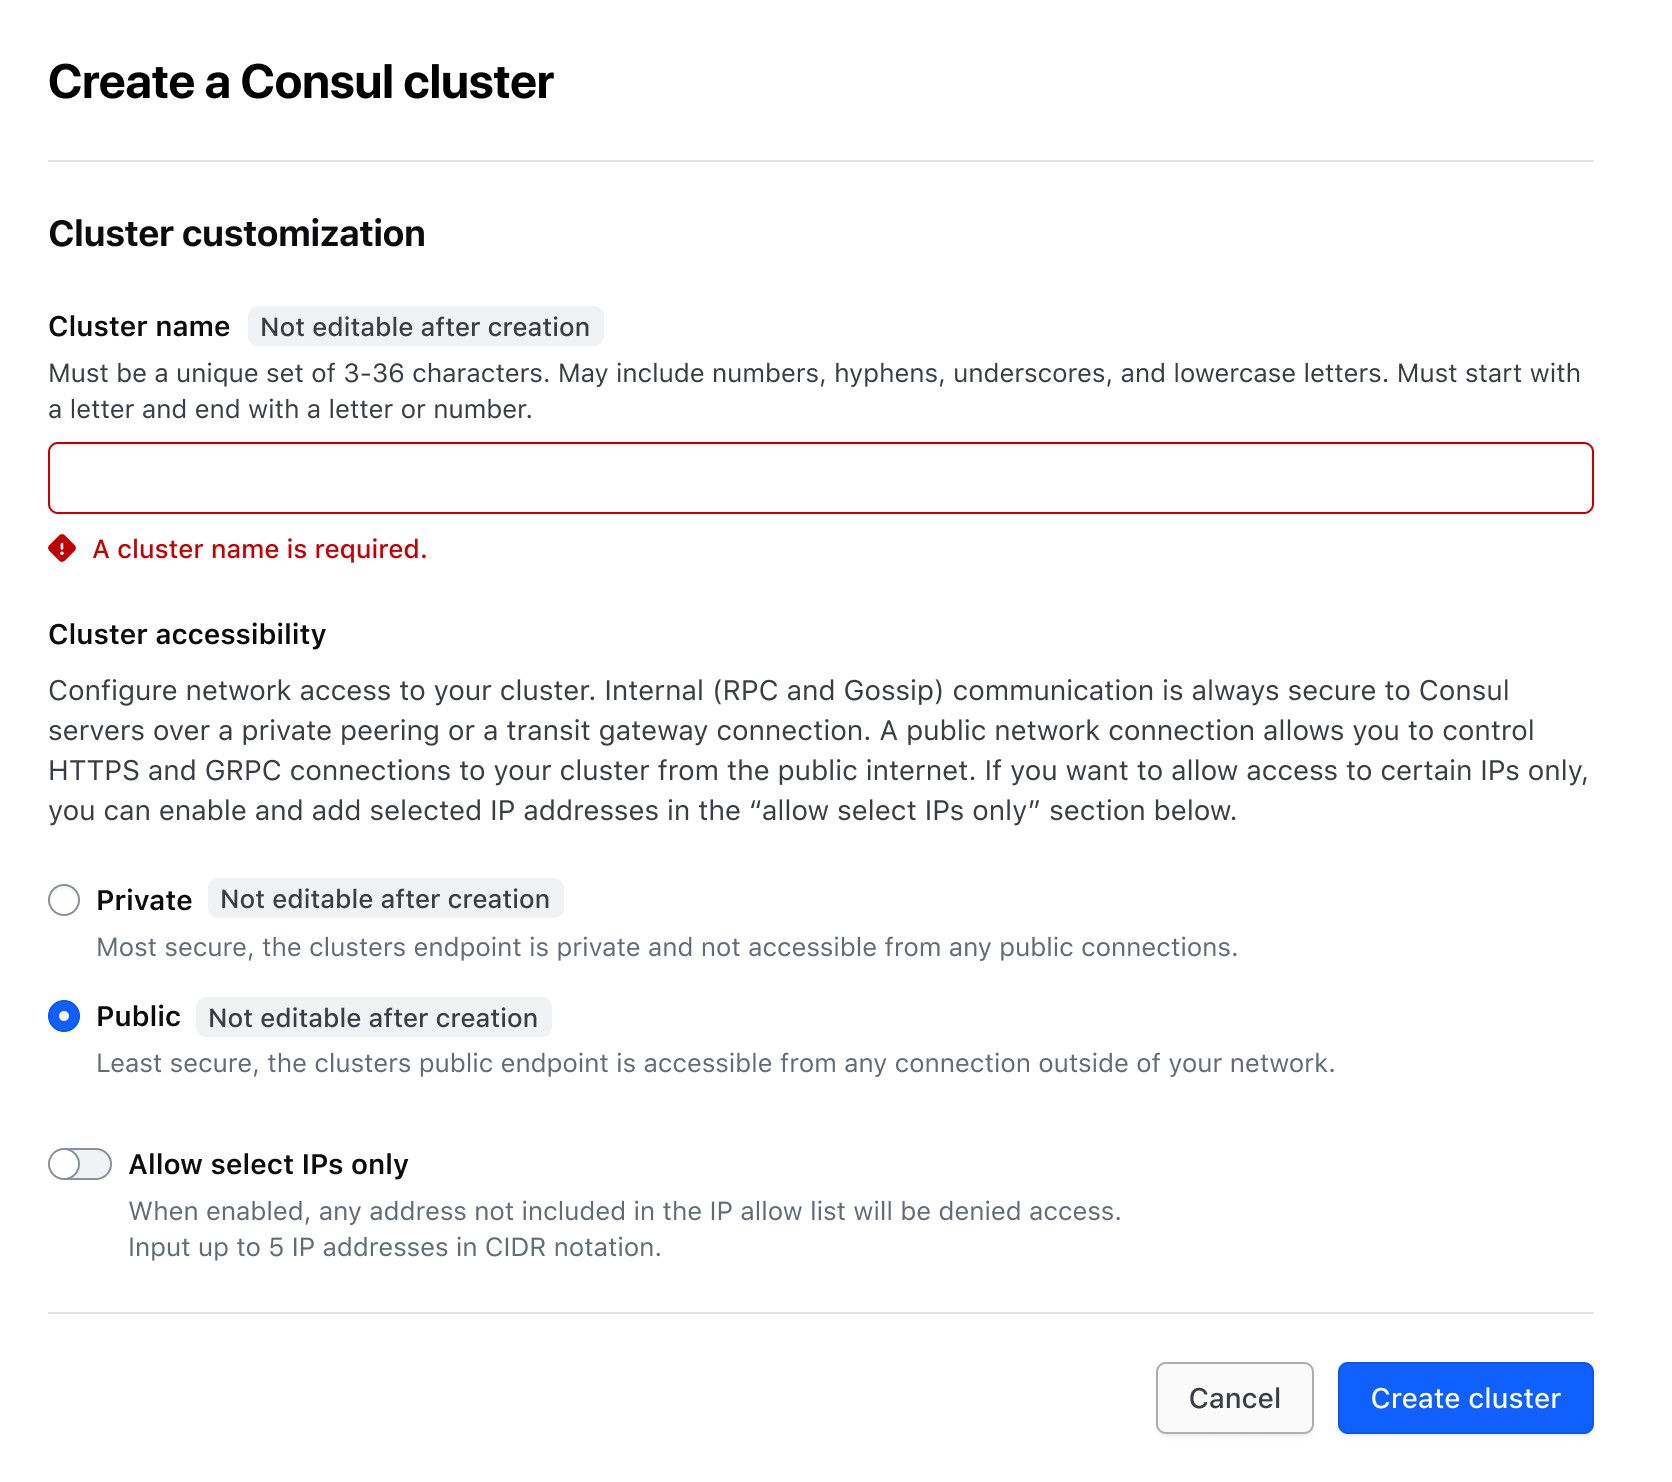 Create a Consul cluster
Cluster customization
Cluster name Not editable after creation
Must be a unique set of 3-36 characters. May include numbers, hyphens, underscores, and lowercase letters. Must start with
a letter and end with a letter or number.
A cluster name is required.
Cluster accessibility
Configure network access to your cluster. Internal (RPC and Gossip) communication is always secure to Consul
servers over a private peering or a transit gateway connection. A public network connection allows you to control
HTTPS and GRPC connections to your cluster from the public internet. If you want to allow access to certain IPs only,
you can enable and add selected IP addresses in the “allow select IPs only” section below.
Private Not editable after creation
Most secure, the clusters endpoint is private and not accessible from any public connections.
Public Not editable after creation
Least secure, the clusters public endpoint is accessible from any connection outside of your network.
Allow select IPs only
When enabled, any address not included in the IP allow list will be denied access.
Input up to 5 IP addresses in CIDR notation.
Cancel Create cluster